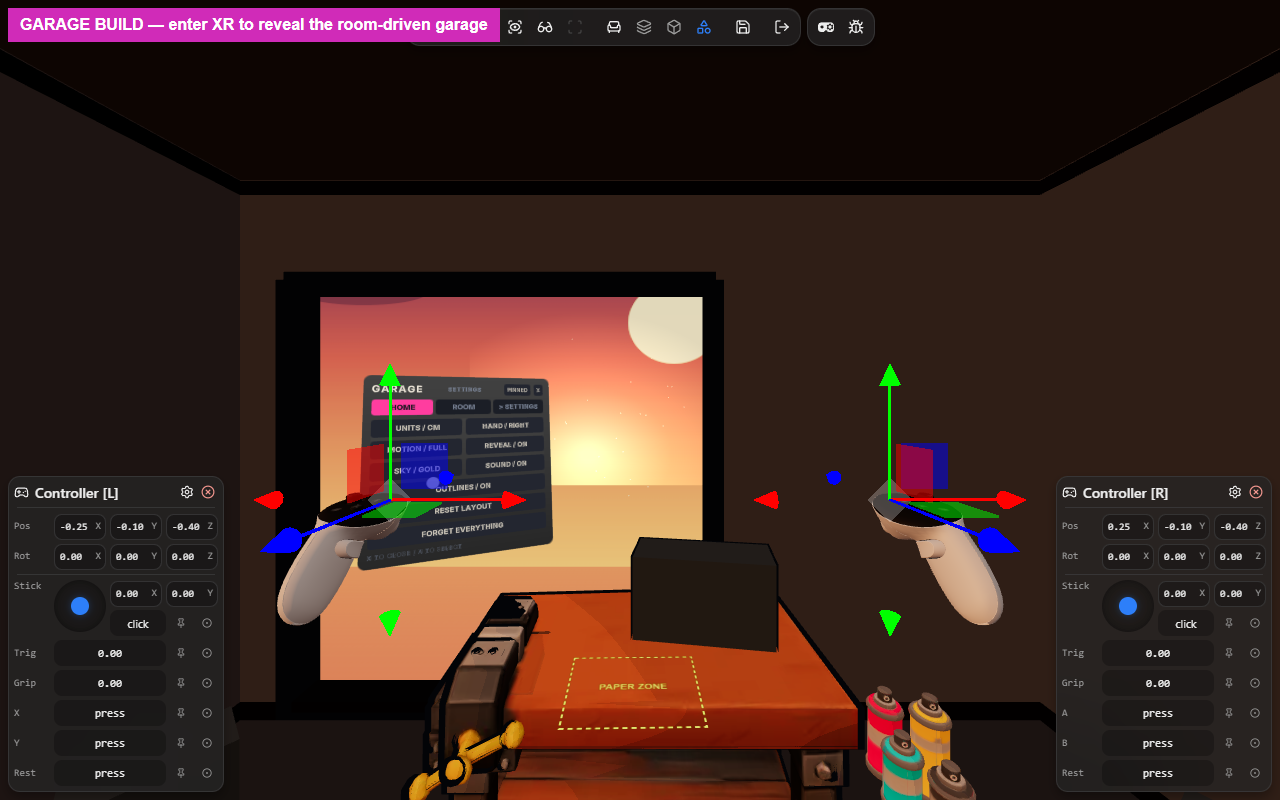 GARAGE BUILD — enter XR to reveal the room-driven garage
GARAGE SETTINGS PINNED X
HOME ROOM > SETTINGS
UNITS / CM HAND / RIGHT
MOTION / FULL REVEAL / ON
SKY / GOLD SOUND / ON
OUTLINES / ON
RESET LAYOUT
FORGET EVERYTHING
X TO CLOSE / A TO SELECT
PAPER ZONE
Controller [L]
Pos -0.25 X -0.10 Y -0.40 Z
Rot 0.00 X 0.00 Y 0.00 Z
Stick 0.00 X 0.00 Y
click
Trig 0.00
Grip 0.00
X press
Y press
Rest press
Controller [R]
Pos 0.25 X -0.10 Y -0.40 Z
Rot 0.00 X 0.00 Y 0.00 Z
Stick 0.00 X 0.00 Y
click
Trig 0.00
Grip 0.00
A press
B press
Rest press